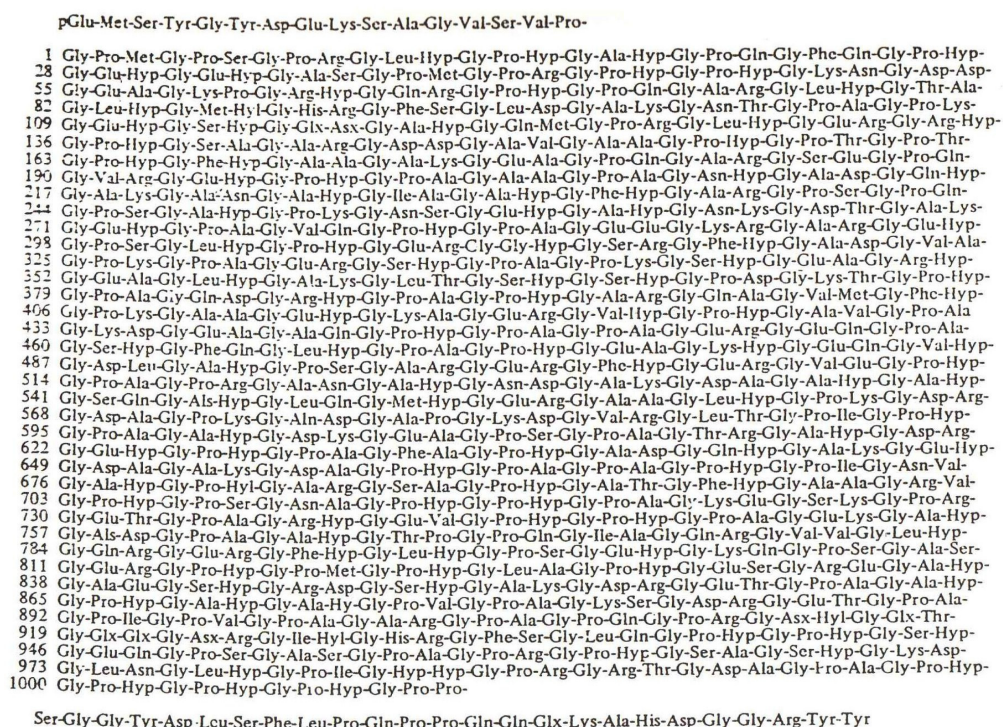 pGlu-Met-Ser-Tyr-Gly-Tyr-Asp-Glu-Lys-Ser-Ala-Gly-Val-Ser-Val-Pro-
1 Gly-Pro-Met-Gly-Pro-Ser-Gly-Pro-Arg-Gly-Leu-Hyp-Gly-Pro-Hyp-Gly-Ala-Hyp-Gly-Pro-Gln-Gly-Phe-Gln-Gly-Pro-Hyp-
28 Gly-Glu-Hyp-Gly-Glu-Hyp-Gly-Ala-Ser-Gly-Pro-Met-Gly-Pro-Arg-Gly-Pro-Hyp-Gly-Pro-Hyp-Gly-Lys-Asn-Gly-Asp-Asp-
55 Gly-Glu-Ala-Gly-Lys-Pro-Gly-Arg-Hyp-Gly-Gln-Arg-Gly-Pro-Hyp-Gly-Pro-Gln-Gly-Ala-Arg-Gly-Leu-Hyp-Gly-Thr-Ala-
82 Gly-Leu-Hyp-Gly-Met-Hyl-Gly-His-Arg-Gly-Phe-Ser-Gly-Leu-Asp-Gly-Ala-Lys-Gly-Asn-Thr-Gly-Pro-Ala-Gly-Pro-Lys-
109 Gly-Glu-Hyp-Gly-Ser-Hyp-Gly-Glx-Asx-Gly-Ala-Hyp-Gly-Gln-Met-Gly-Pro-Arg-Gly-Leu-Hyp-Gly-Glu-Arg-Gly-Arg-Hyp-
136 Gly-Pro-Hyp-Gly-Ser-Ala-Gly-Ala-Arg-Gly-Asp-Asp-Gly-Ala-Val-Gly-Ala-Ala-Gly-Pro-Hyp-Gly-Pro-Thr-Gly-Pro-Thr-
163 Gly-Pro-Hyp-Gly-Phe-Hyp-Gly-Ala-Ala-Gly-Ala-Lys-Gly-Glu-Ala-Gly-Pro-Gln-Gly-Ala-Arg-Gly-Ser-Glu-Gly-Pro-Gln-
190 Gly-Val-Arg-Gly-Glu-Hyp-Gly-Pro-Hyp-Gly-Pro-Ala-Gly-Ala-Ala-Gly-Pro-Ala-Gly-Asn-Hyp-Gly-Ala-Asp-Gly-Gln-Hyp-
217 Gly-Ala-Lys-Gly-Ala-Asn-Gly-Ala-Hyp-Gly-Ile-Ala-Gly-Ala-Hyp-Gly-Phe-Hyp-Gly-Ala-Arg-Gly-Pro-Ser-Gly-Pro-Gln-
244 Gly-Pro-Ser-Gly-Ala-Hyp-Gly-Pro-Lys-Gly-Asn-Ser-Gly-Glu-Hyp-Gly-Ala-Hyp-Gly-Asn-Lys-Gly-Asp-Thr-Gly-Ala-Lys-
271 Gly-Glu-Hyp-Gly-Pro-Ala-Gly-Val-Gln-Gly-Pro-Hyp-Gly-Pro-Ala-Gly-Glu-Glu-Gly-Lys-Arg-Gly-Ala-Arg-Gly-Glu-Hyp-
298 Gly-Pro-Ser-Gly-Leu-Hyp-Gly-Pro-Hyp-Gly-Glu-Arg-Cly-Gly-Hyp-Gly-Ser-Arg-Gly-Phe-Hyp-Gly-Ala-Asp-Gly-Val-Ala-
325 Gly-Pro-Lys-Gly-Pro-Ala-Gly-Glu-Arg-Gly-Ser-Hyp-Gly-Pro-Ala-Gly-Pro-Lys-Gly-Ser-Hyp-Gly-Glu-Ala-Gly-Arg-Hyp-
352 Gly-Glu-Ala-Gly-Leu-Hyp-Gly-Ala-Lys-Gly-Leu-Thr-Gly-Ser-Hyp-Gly-Ser-Hyp-Gly-Pro-Asp-Gly-Lys-Thr-Gly-Pro-Hyp-
379 Gly-Pro-Ala-Gly-Gln-Asp-Gly-Arg-Hyp-Gly-Pro-Ala-Gly-Pro-Hyp-Gly-Ala-Arg-Gly-Gln-Ala-Gly-Val-Met-Gly-Phe-Hyp-
406 Gly-Pro-Lys-Gly-Ala-Ala-Gly-Glu-Hyp-Gly-Lys-Ala-Gly-Glu-Arg-Gly-Val-Hyp-Gly-Pro-Hyp-Gly-Ala-Val-Gly-Pro-Ala
433 Gly-Lys-Asp-Gly-Glu-Ala-Gly-Ala-Gln-Gly-Pro-Hyp-Gly-Pro-Ala-Gly-Pro-Ala-Gly-Glu-Arg-Gly-Glu-Gln-Gly-Pro-Ala-
460 Gly-Ser-Hyp-Gly-Phe-Gln-Gly-Leu-Hyp-Gly-Pro-Ala-Gly-Pro-Hyp-Gly-Glu-Ala-Gly-Lys-Hyp-Gly-Glu-Gln-Gly-Val-Hyp-
487 Gly-Asp-Leu-Gly-Ala-Hyp-Gly-Pro-Ser-Gly-Ala-Arg-Gly-Glu-Arg-Gly-Phe-Hyp-Gly-Glu-Arg-Gly-Val-Glu-Gly-Pro-Hyp-
514 Gly-Pro-Ala-Gly-Pro-Arg-Gly-Ala-Asn-Gly-Ala-Hyp-Gly-Asn-Asp-Gly-Ala-Lys-Gly-Asp-Ala-Gly-Ala-Hyp-Gly-Ala-Hyp-
541 Gly-Ser-Gln-Gly-Als-Hyp-Gly-Leu-Gln-Gly-Met-Hyp-Gly-Glu-Arg-Gly-Ala-Ala-Gly-Leu-Hyp-Gly-Pro-Lys-Gly-Asp-Arg-
568 Gly-Asp-Ala-Gly-Pro-Lys-Gly-Aln-Asp-Gly-Ala-Pro-Gly-Lys-Asp-Gly-Val-Arg-Gly-Leu-Thr-Gly-Pro-Ile-Gly-Pro-Hyp-
595 Gly-Pro-Ala-Gly-Ala-Hyp-Gly-Asp-Lys-Gly-Glu-Ala-Gly-Pro-Ser-Gly-Pro-Ala-Gly-Thr-Arg-Gly-Ala-Hyp-Gly-Asp-Arg-
622 Gly-Glu-Hyp-Gly-Pro-Hyp-Gly-Pro-Ala-Gly-Phe-Ala-Gly-Pro-Hyp-Gly-Ala-Asp-Gly-Gln-Hyp-Gly-Ala-Lys-Gly-Glu-Hyp-
649 Gly-Asp-Ala-Gly-Ala-Lys-Gly-Asp-Ala-Gly-Pro-Hyp-Gly-Pro-Ala-Gly-Pro-Ala-Gly-Pro-Hyp-Gly-Pro-Ile-Gly-Asn-Val-
676 Gly-Ala-Hyp-Gly-Pro-Hyl-Gly-Ala-Arg-Gly-Ser-Ala-Gly-Pro-Hyp-Gly-Ala-Thr-Gly-Phe-Hyp-Gly-Ala-Ala-Gly-Arg-Val-
703 Gly-Pro-Hyp-Gly-Pro-Ser-Gly-Asn-Ala-Gly-Pro-Hyp-Gly-Pro-Hyp-Gly-Pro-Ala-Gly-Lys-Glu-Gly-Ser-Lys-Gly-Pro-Arg-
730 Gly-Glu-Thr-Gly-Pro-Ala-Gly-Arg-Hyp-Gly-Glu-Val-Gly-Pro-Hyp-Gly-Pro-Hyp-Gly-Pro-Ala-Gly-Glu-Lys-Gly-Ala-Hyp-
757 Gly-Als-Asp-Gly-Pro-Ala-Gly-Ala-Hyp-Gly-Thr-Pro-Gly-Pro-Gln-Gly-Ile-Ala-Gly-Gln-Arg-Gly-Val-Val-Gly-Leu-Hyp-
784 Gly-Gln-Arg-Gly-Glu-Arg-Gly-Phe-Hyp-Gly-Leu-Hyp-Gly-Pro-Ser-Gly-Glu-Hyp-Gly-Lys-Gln-Gly-Pro-Ser-Gly-Ala-Ser-
811 Gly-Glu-Arg-Gly-Pro-Hyp-Gly-Pro-Met-Gly-Pro-Hyp-Gly-Leu-Ala-Gly-Pro-Hyp-Gly-Glu-Ser-Gly-Arg-Glu-Gly-Ala-Hyp-
838 Gly-Ala-Glu-Gly-Ser-Hyp-Gly-Arg-Asp-Gly-Ser-Hyp-Gly-Ala-Lys-Gly-Asp-Arg-Gly-Glu-Thr-Gly-Pro-Ala-Gly-Ala-Hyp-
865 Gly-Pro-Hyp-Gly-Ala-Hyp-Gly-Ala-Hy-Gly-Pro-Val-Gly-Pro-Ala-Gly-Lys-Ser-Gly-Asp-Arg-Gly-Glu-Thr-Gly-Pro-Ala-
892 Gly-Pro-Ile-Gly-Pro-Val-Gly-Pro-Ala-Gly-Ala-Arg-Gly-Pro-Ala-Gly-Pro-Gln-Gly-Pro-Arg-Gly-Asx-Hyl-Gly-Glx-Thr-
919 Gly-Glx-Glx-Gly-Asx-Arg-Gly-Ile-Hyl-Gly-His-Arg-Gly-Phe-Ser-Gly-Leu-Gln-Gly-Pro-Hyp-Gly-Pro-Hyp-Gly-Ser-Hyp-
946 Gly-Glu-Gln-Gly-Pro-Ser-Gly-Ala-Ser-Gly-Pro-Ala-Gly-Pro-Arg-Gly-Pro-Hyp-Gly-Ser-Ala-Gly-Ser-Hyp-Gly-Lys-Asp-
973 Gly-Leu-Asn-Gly-Leu-Hyp-Gly-Pro-Ile-Gly-Hyp-Hyp-Gly-Pro-Arg-Gly-Arg-Thr-Gly-Asp-Ala-Gly-Pro-Ala-Gly-Pro-Hyp-
1000 Gly-Pro-Hyp-Gly-Pro-Hyp-Gly-Pro-Hyp-Gly-Pro-Pro-
Ser-Gly-Gly-Tyr-Asp-Leu-Ser-Phe-Leu-Pro-Gln-Pro-Pro-Gln-Gln-Glx-Lys-Ala-His-Asp-Gly-Gly-Arg-Tyr-Tyr